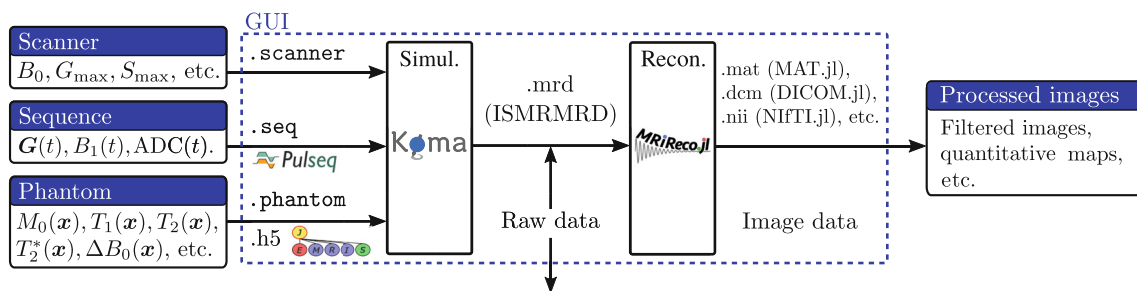 GUI
Scanner
B₀, G_max, S_max, etc.
Sequence
G(t), B₁(t), ADC(t).
Phantom
M₀(x), T₁(x), T₂(x),
T₂*(x), ΔB₀(x), etc.
.scanner
.seq
Pulseq
.phantom
.h5
J
E M R I S
Simul.
Koma
.mrd
(ISMRMRD)
Raw data
Recon.
MRiReco.jl
.mat (MAT.jl),
.dcm (DICOM.jl),
.nii (NIfTI.jl), etc.
Image data
Processed images
Filtered images,
quantitative maps,
etc.